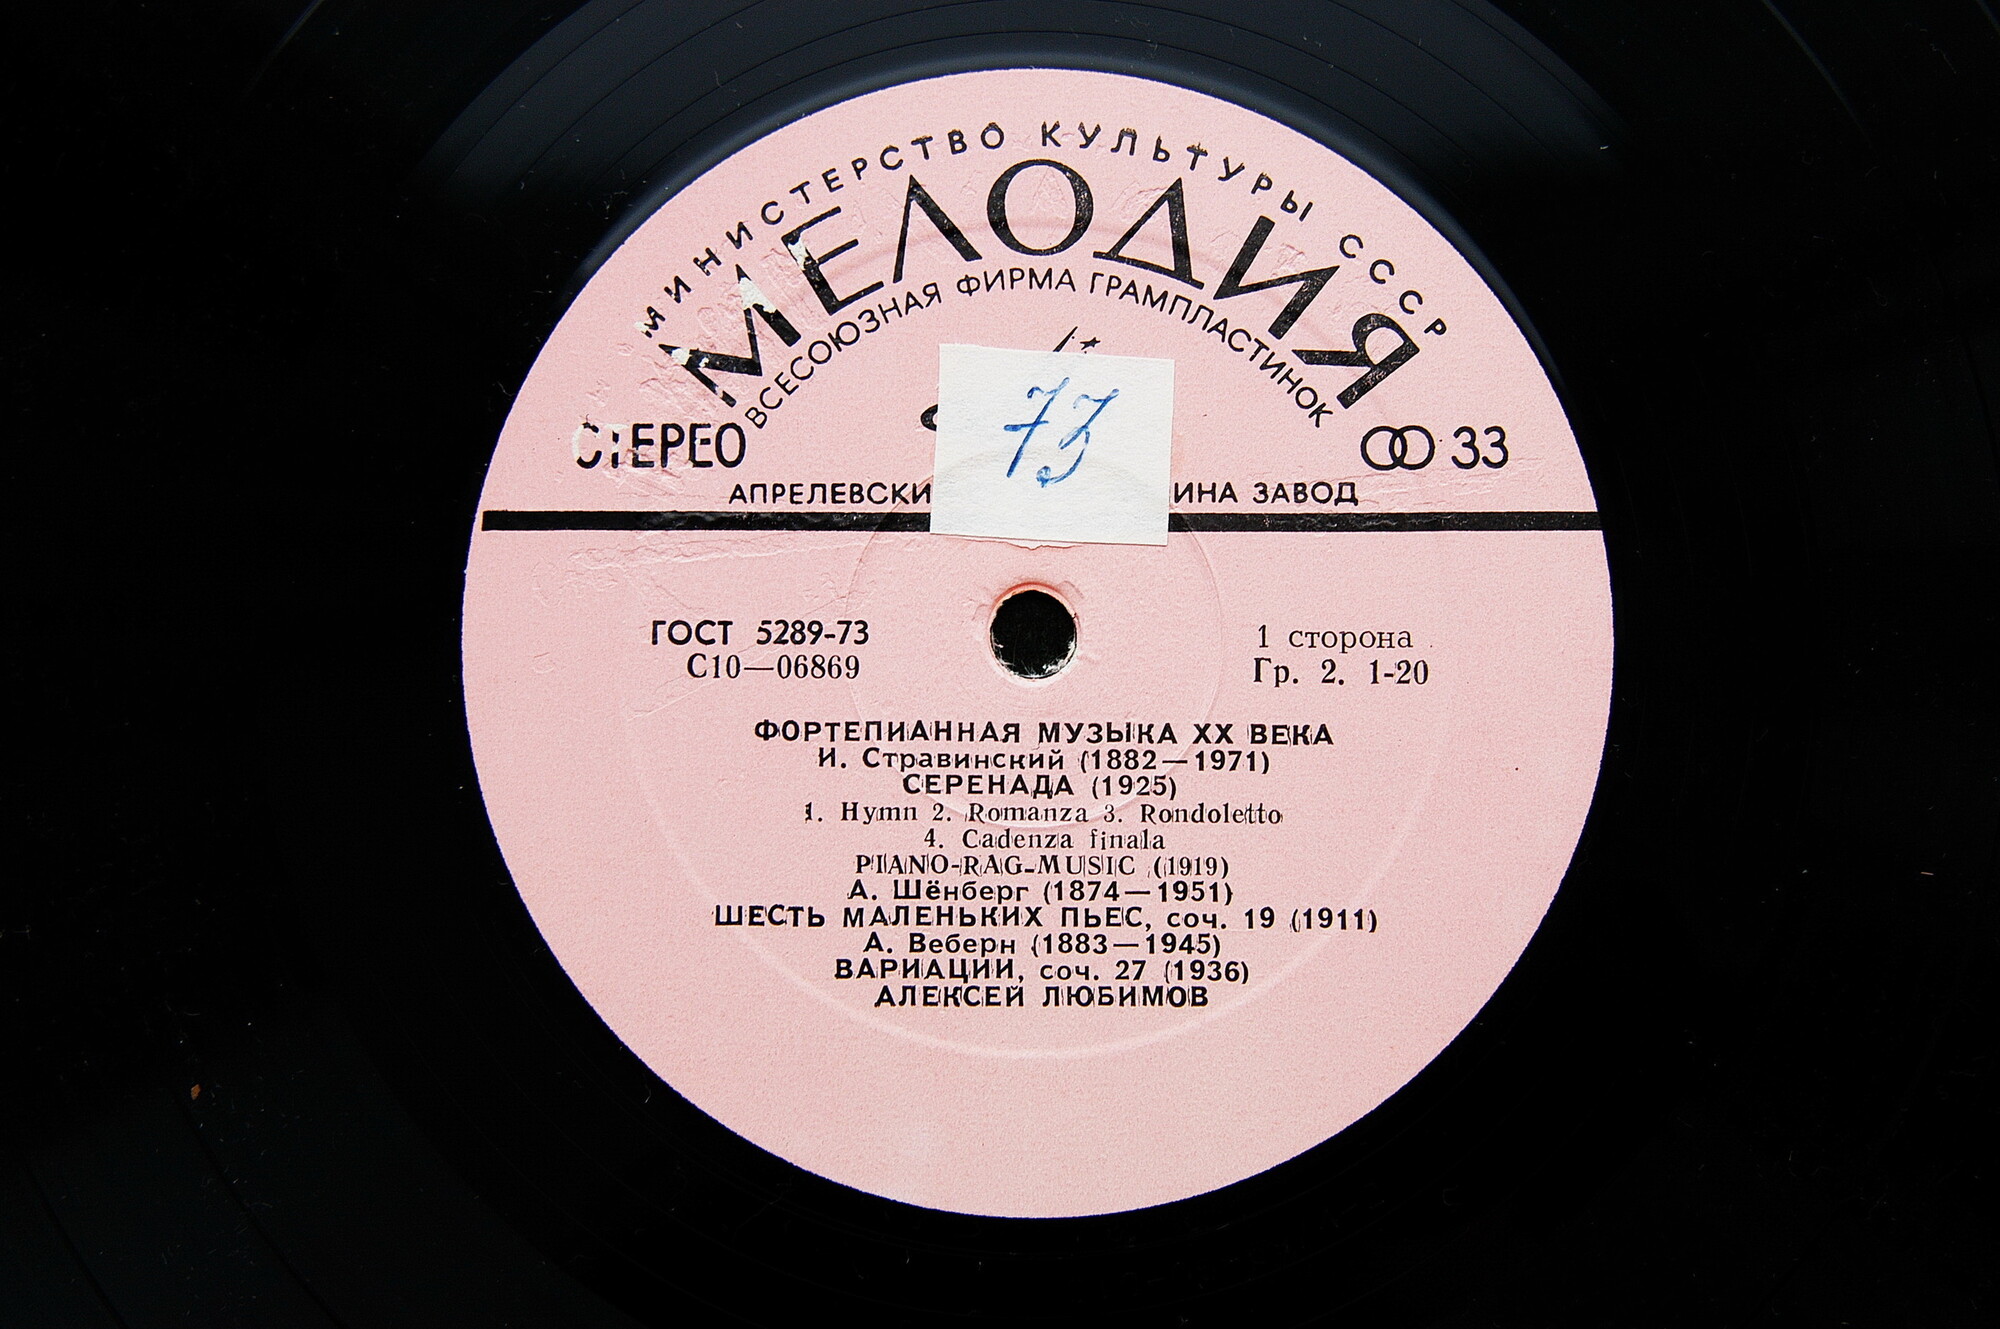 МИНИСТЕРСТВО КУЛЬТУРЫ СССР
МЕЛОДИЯ
ВСЕСОЮЗНАЯ ФИРМА ГРАМПЛАСТИНОК
73
СТЕРЕО
33
ЗАВОД
ГОСТ 5289-73
С10—06869
1 сторона
Гр. 2. 1-20
ФОРТЕПИАННАЯ МУЗЫКА XX ВЕКА
И. Стравинский (1882—1971)
СЕРЕНАДА (1925)
1. Hymn 2. Romanza 3. Rondoletto
4. Cadenza finala
PIANO-RAG-MUSIC (1919)
А. Шёнберг (1874—1951)
ШЕСТЬ МАЛЕНЬКИХ ПЬЕС, соч. 19 (1911)
А. Веберн (1883—1945)
ВАРИАЦИИ, соч. 27 (1936)
АЛЕКСЕЙ ЛЮБИМОВ